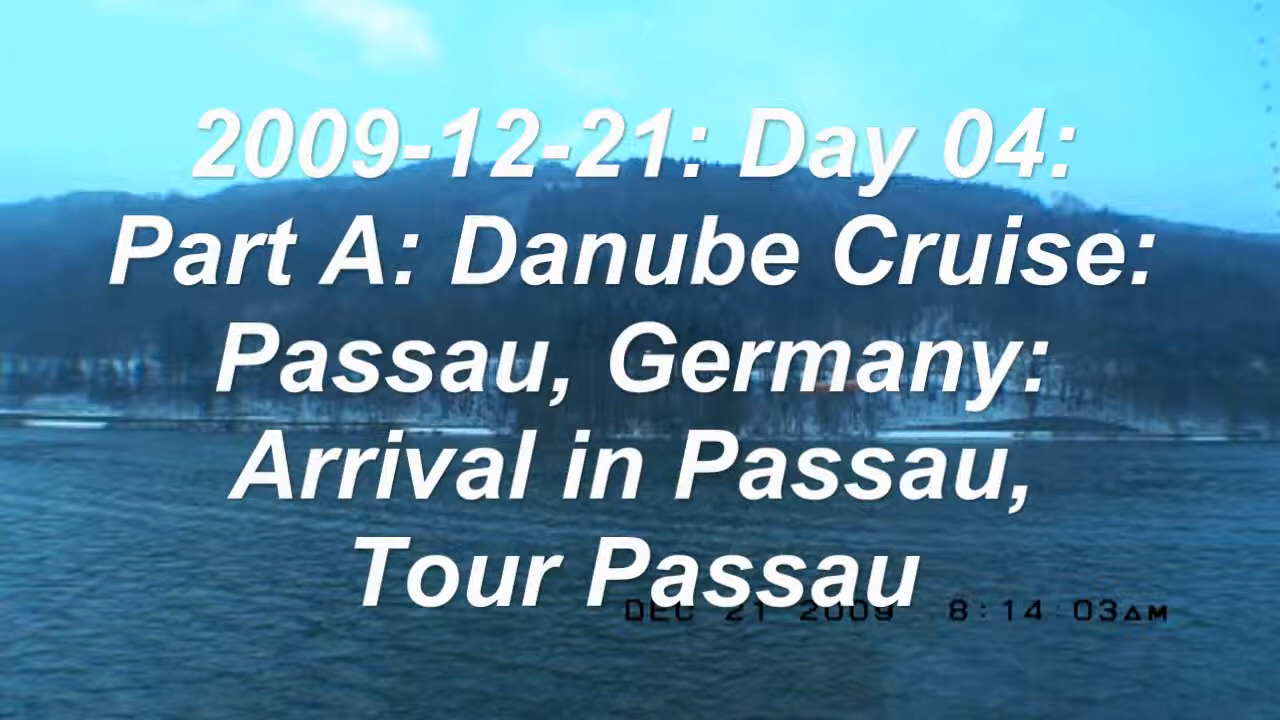 2009-12-21: Day 04:
Part A: Danube Cruise:
Passau, Germany:
Arrival in Passau,
Tour Passau
DEC 21 2009 8:14:03AM